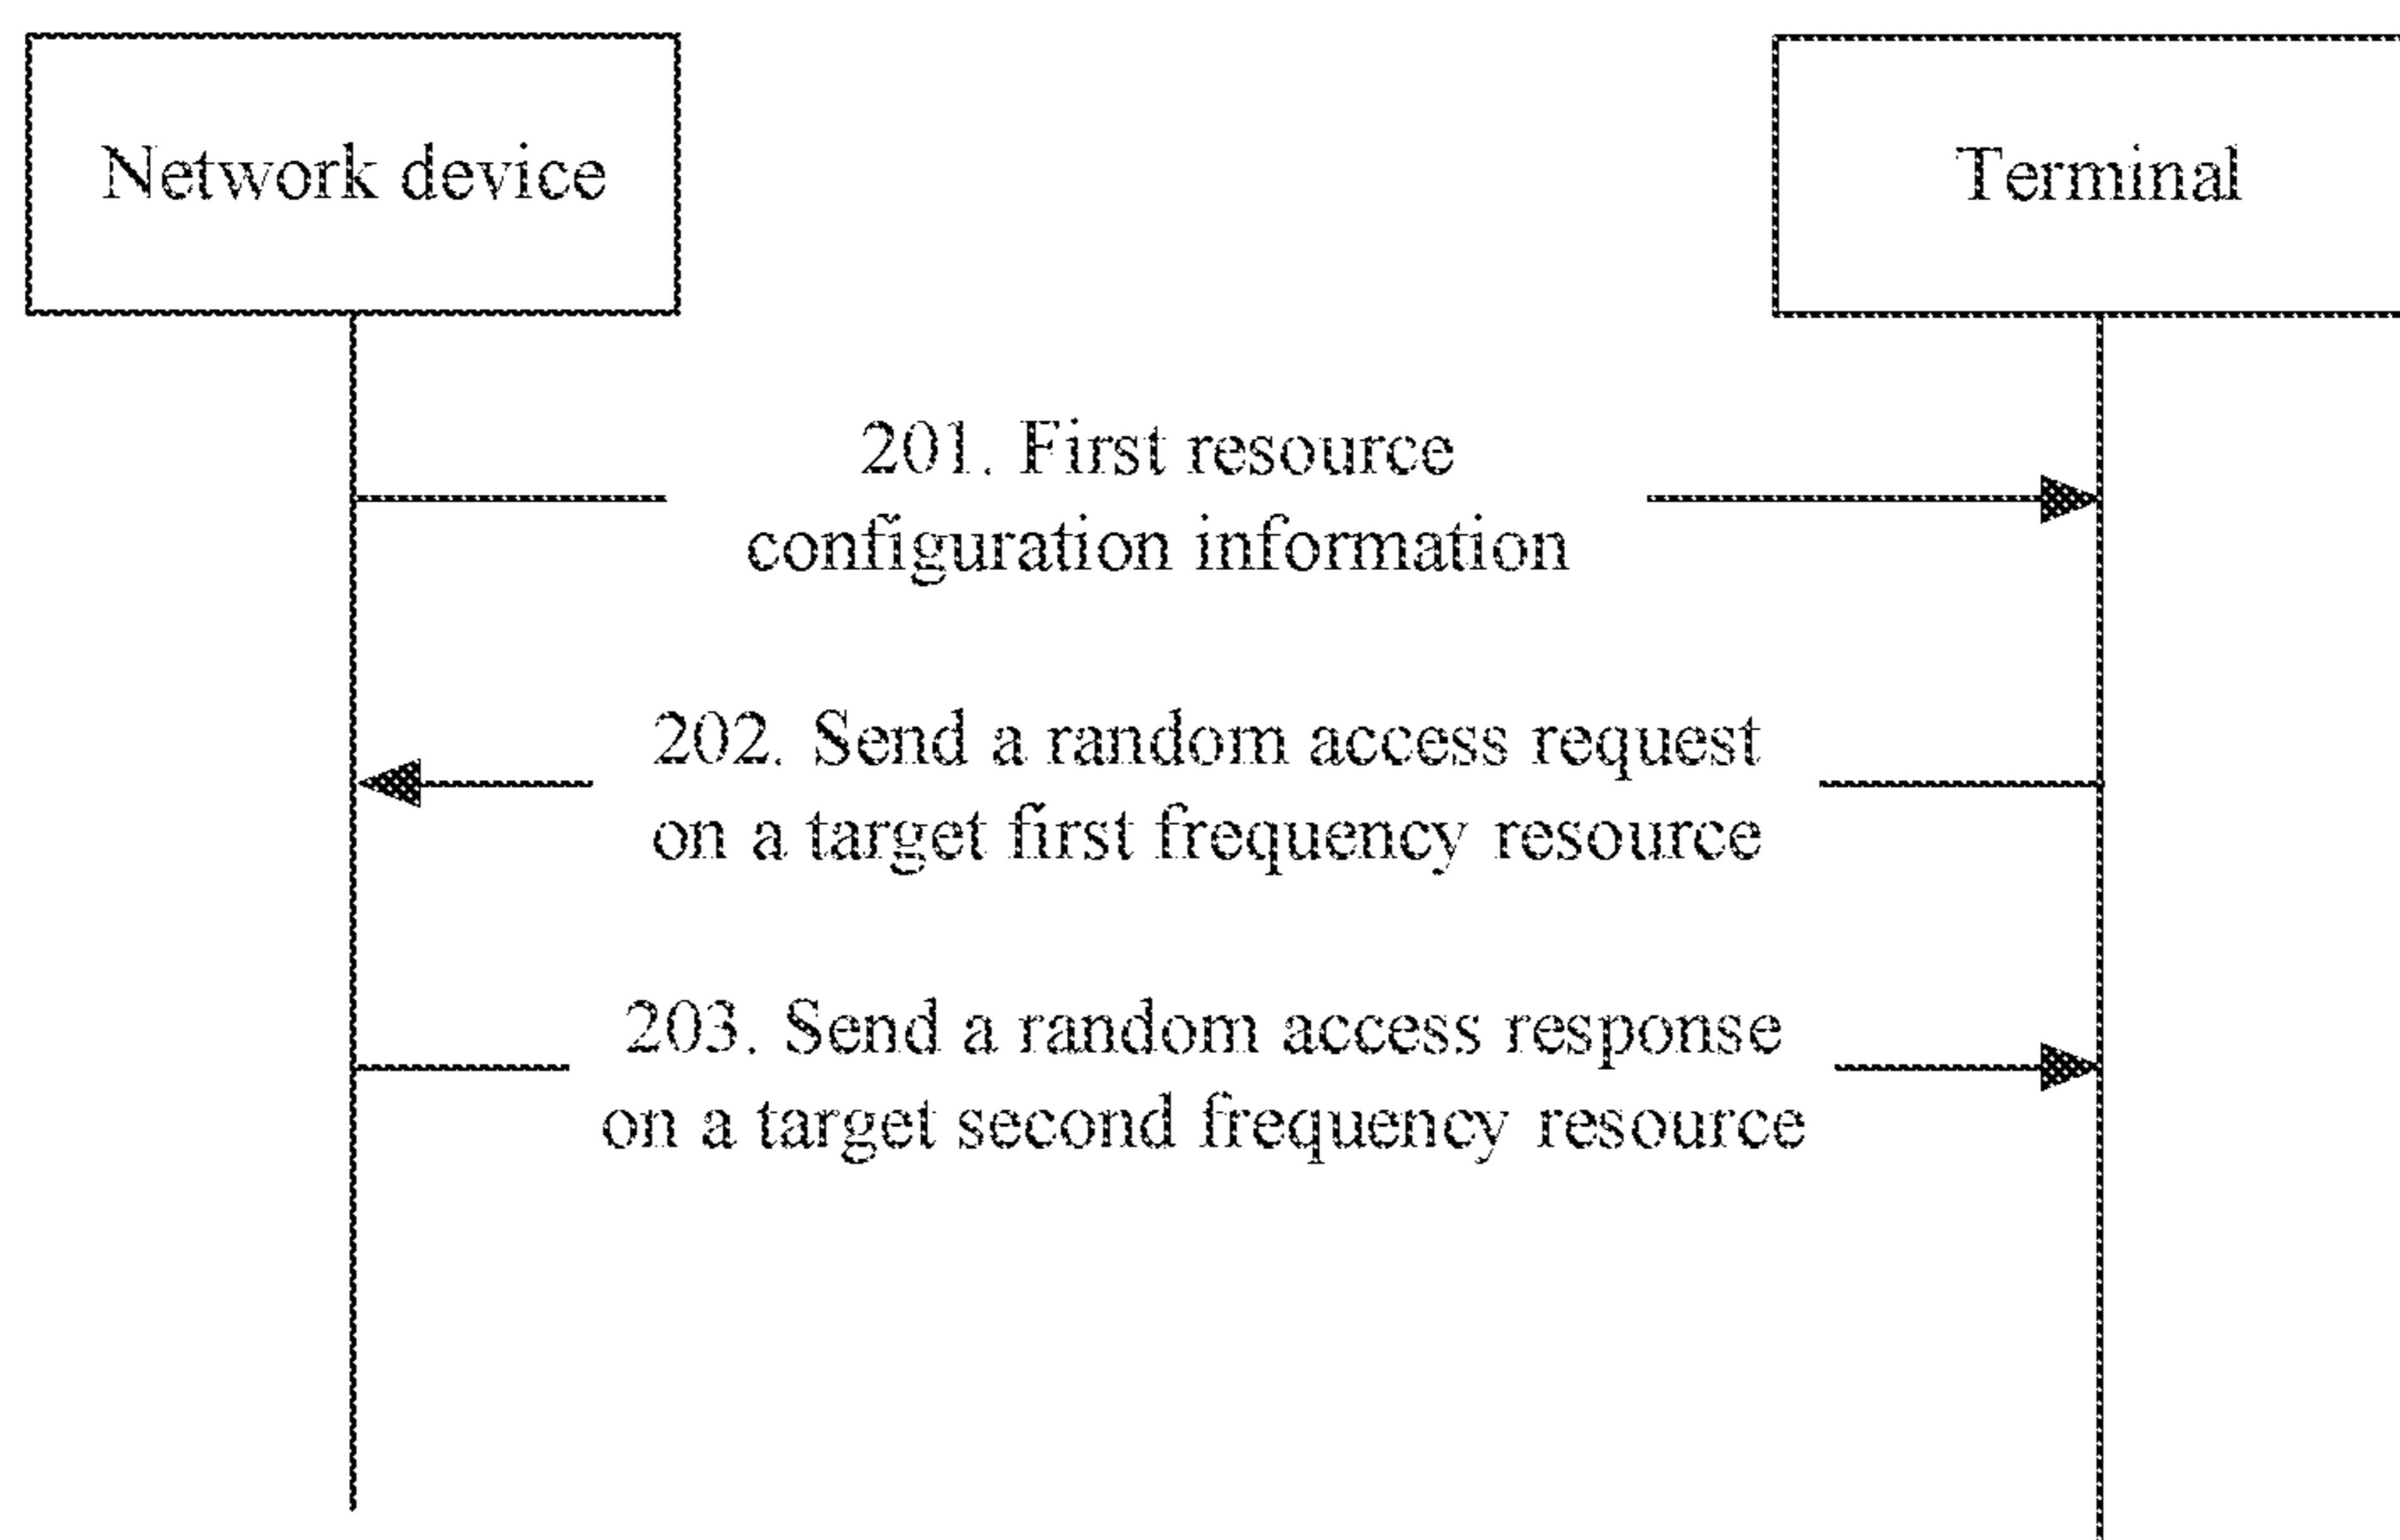 Network device
Terminal
201. First resource
configuration information
202. Send a random access request
on a target first frequency resource
203. Send a random access response
on a target second frequency resource